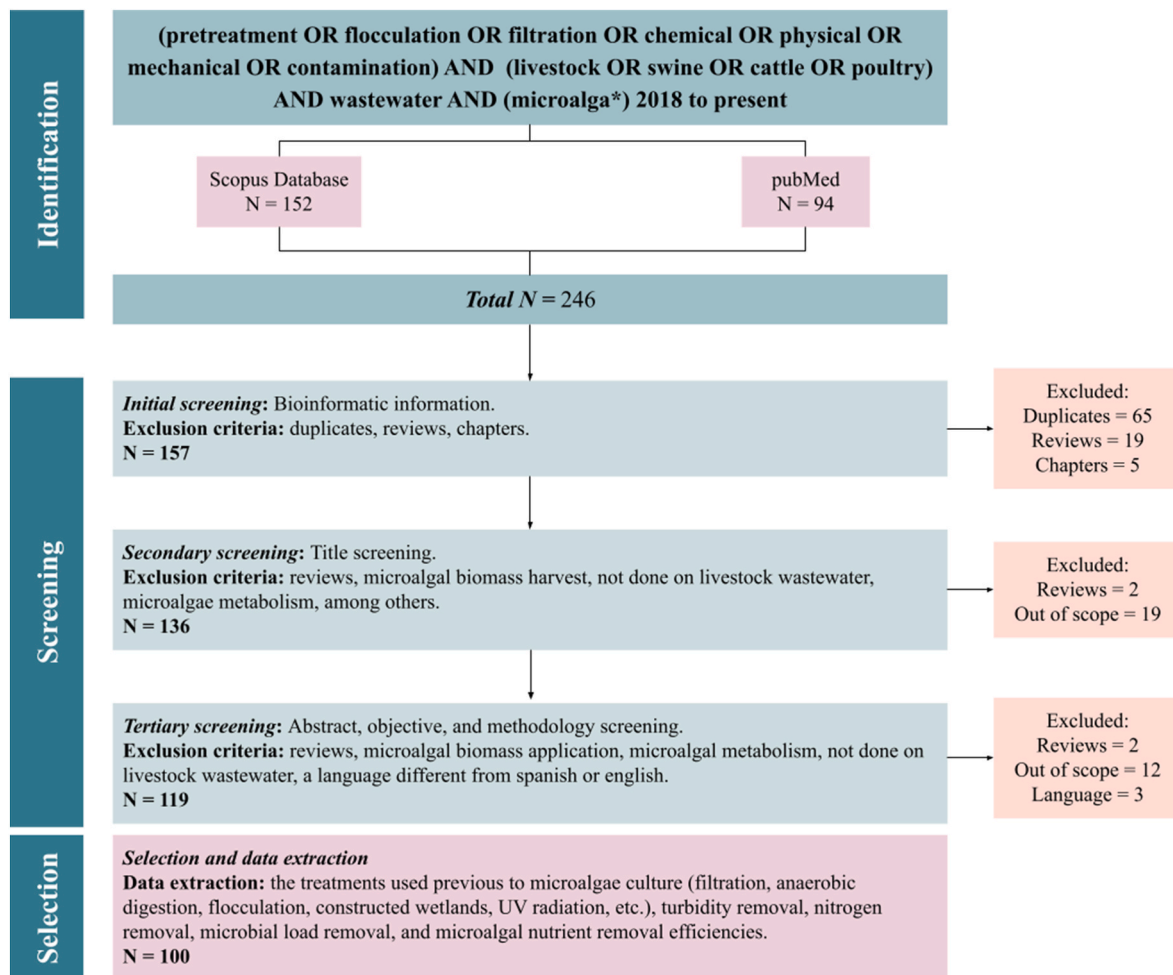 Identification
(pretreatment OR flocculation OR filtration OR chemical OR physical OR
mechanical OR contamination) AND (livestock OR swine OR cattle OR poultry)
AND wastewater AND (microalga*) 2018 to present
Scopus Database
N = 152
pubMed
N = 94
Total N = 246
Screening
Initial screening: Bioinformatic information.
Exclusion criteria: duplicates, reviews, chapters.
N = 157
Excluded:
Duplicates = 65
Reviews = 19
Chapters = 5
Secondary screening: Title screening.
Exclusion criteria: reviews, microalgal biomass harvest, not done on livestock wastewater,
microalgae metabolism, among others.
N = 136
Excluded:
Reviews = 2
Out of scope = 19
Tertiary screening: Abstract, objective, and methodology screening.
Exclusion criteria: reviews, microalgal biomass application, microalgal metabolism, not done on
livestock wastewater, a language different from spanish or english.
N = 119
Excluded:
Reviews = 2
Out of scope = 12
Language = 3
Selection
Selection and data extraction
Data extraction: the treatments used previous to microalgae culture (filtration, anaerobic
digestion, flocculation, constructed wetlands, UV radiation, etc.), turbidity removal, nitrogen
removal, microbial load removal, and microalgal nutrient removal efficiencies.
N = 100